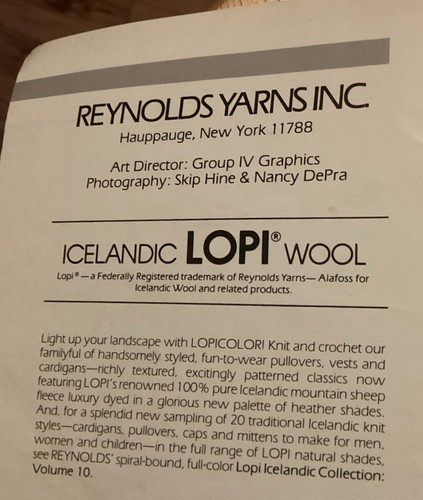 REYNOLDS YARNS INC.
Hauppauge, New York 11788
Art Director: Group IV Graphics
Photography: Skip Hine & Nancy DePra
ICELANDIC LOPI® WOOL
Lopi® — a Federally Registered trademark of Reynolds Yarns— Alafoss for
Icelandic Wool and related products.
Light up your landscape with LOPICOLOR! Knit and crochet our
familyful of handsomely styled, fun-to-wear pullovers, vests and
cardigans—richly textured, excitingly patterned classics now
featuring LOPI's renowned 100% pure Icelandic mountain sheep
fleece luxury dyed in a glorious new palette of heather shades.
And, for a splendid new sampling of 20 traditional Icelandic knit
styles—cardigans, pullovers, caps and mittens to make for men,
women and children—in the full range of LOPI natural shades,
see REYNOLDS' spiral-bound, full-color Lopi Icelandic Collection:
Volume 10.